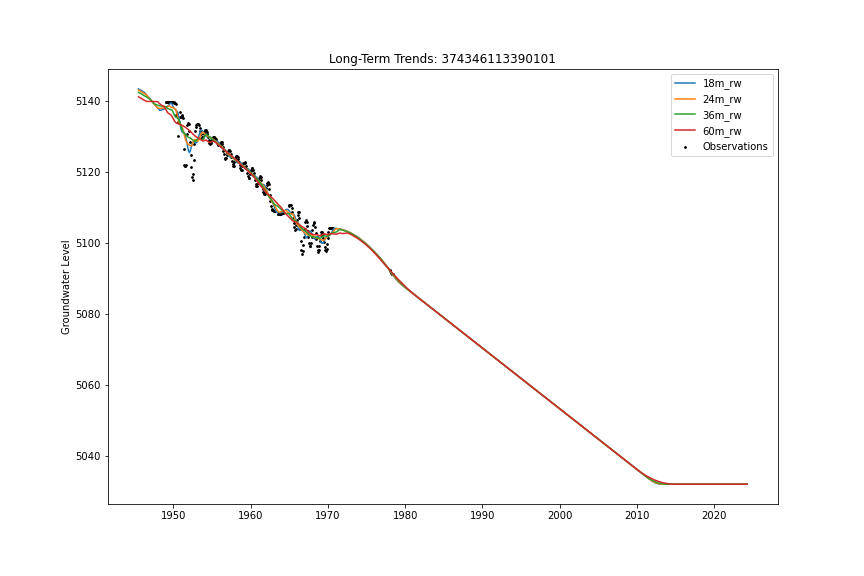 Long-Term Trends: 374346113390101
18m_rw
24m_rw
36m_rw
60m_rw
Observations
Groundwater Level
5140
5120
5100
5080
5060
5040
1950 1960 1970 1980 1990 2000 2010 2020